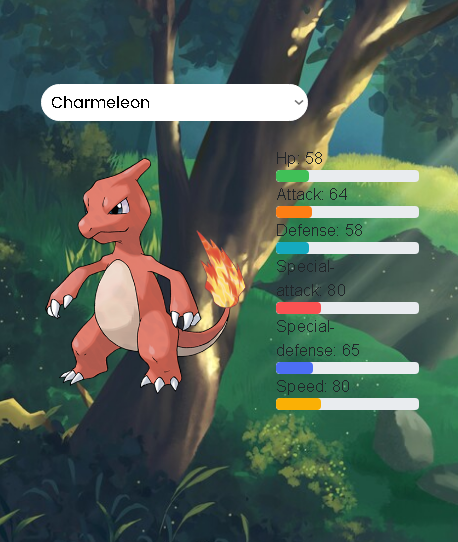 Charmeleon
Hp: 58
Attack: 64
Defense: 58
Special-
attack: 80
Special-
defense: 65
Speed: 80